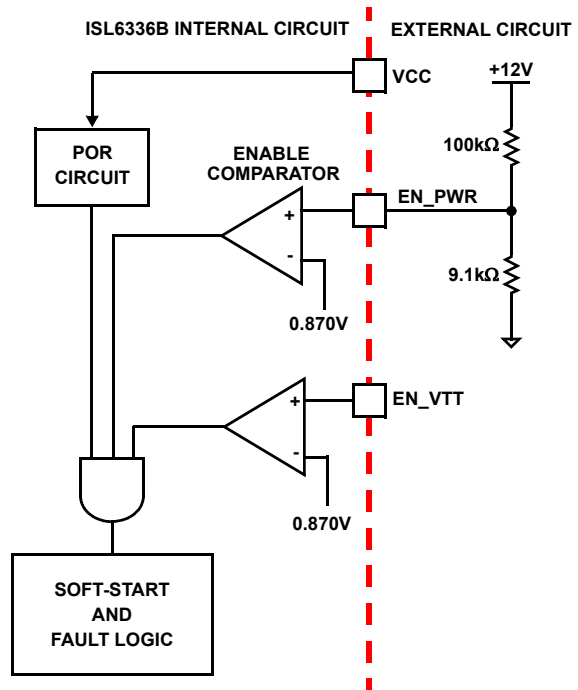 ISL6336B INTERNAL CIRCUIT
EXTERNAL CIRCUIT
VCC
+12V
POR
CIRCUIT
ENABLE
COMPARATOR
100kΩ
+
EN_PWR
-
9.1kΩ
0.870V
+
EN_VTT
-
0.870V
SOFT-START
AND
FAULT LOGIC